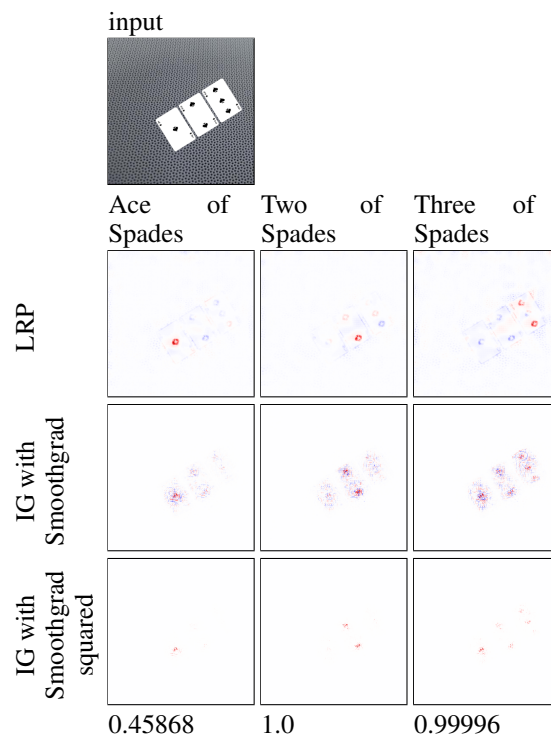 input
Ace of Spades
Two of Spades
Three of Spades
LRP
IG with Smoothgrad
IG with Smoothgrad squared
0.45868 1.0 0.99996